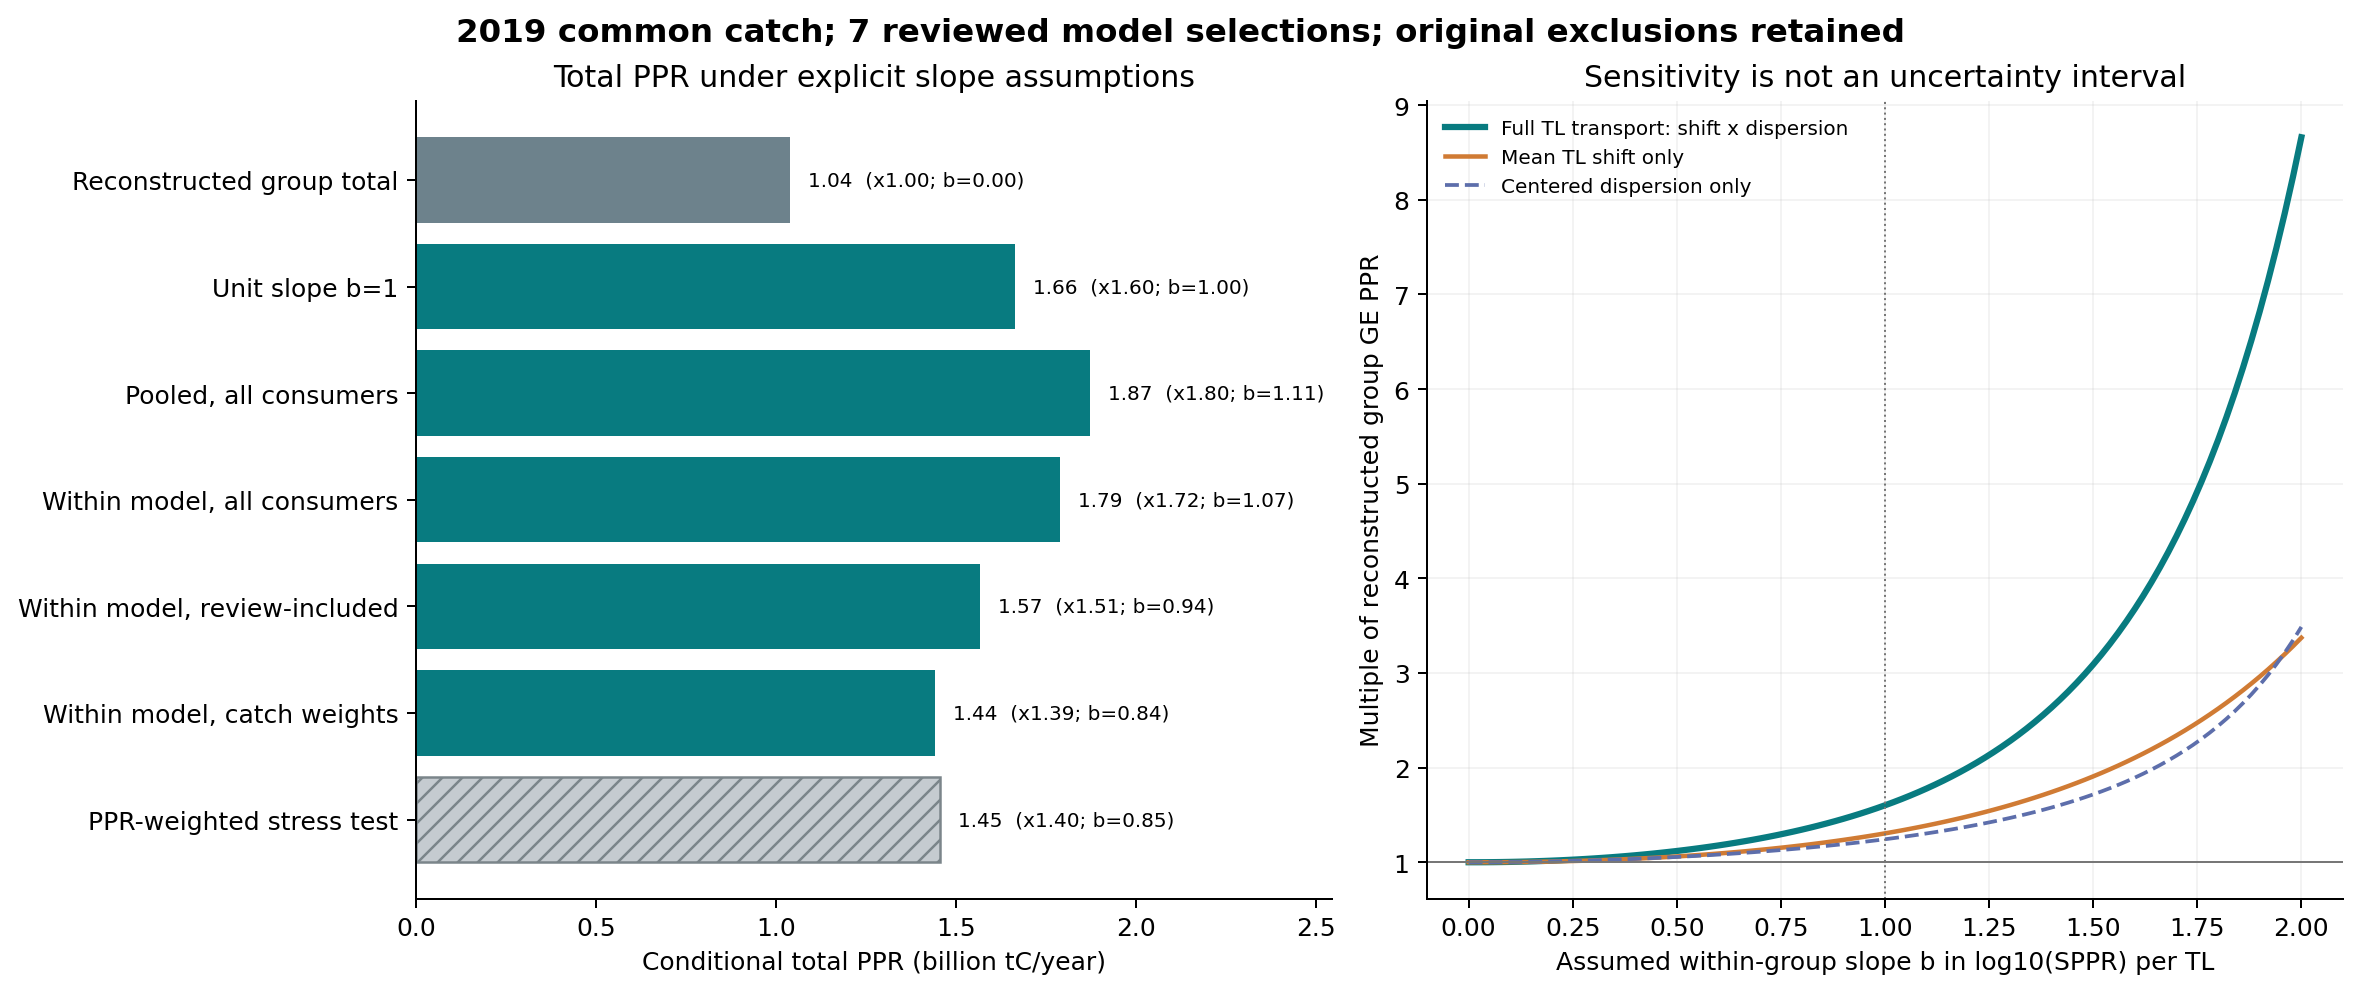 2019 common catch; 7 reviewed model selections; original exclusions retained
Total PPR under explicit slope assumptions
Reconstructed group total
1.04 (x1.00; b=0.00)
Unit slope b=1
1.66 (x1.60; b=1.00)
Pooled, all consumers
1.87 (x1.80; b=1.11)
Within model, all consumers
1.79 (x1.72; b=1.07)
Within model, review-included
1.57 (x1.51; b=0.94)
Within model, catch weights
1.44 (x1.39; b=0.84)
PPR-weighted stress test
1.45 (x1.40; b=0.85)
0.0 0.5 1.0 1.5 2.0 2.5
Conditional total PPR (billion tC/year)
Sensitivity is not an uncertainty interval
Full TL transport: shift x dispersion
Mean TL shift only
Centered dispersion only
Multiple of reconstructed group GE PPR
9
8
7
6
5
4
3
2
1
0.00 0.25 0.50 0.75 1.00 1.25 1.50 1.75 2.00
Assumed within-group slope b in log10(SPPR) per TL